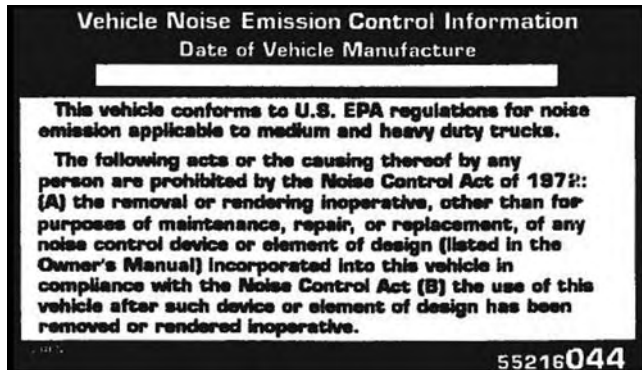 Vehicle Noise Emission Control Information
Date of Vehicle Manufacture
This vehicle conforms to U.S. EPA regulations for noise
emission applicable to medium and heavy duty trucks.
The following acts or the causing thereof by any
person are prohibited by the Noise Control Act of 1972:
(A) the removal or rendering inoperative, other than for
purposes of maintenance, repair, or replacement, of any
noise control device or element of design (listed in the
Owner's Manual) incorporated into this vehicle in
compliance with the Noise Control Act (B) the use of this
vehicle after such device or element of design has been
removed or rendered inoperative.
55216044